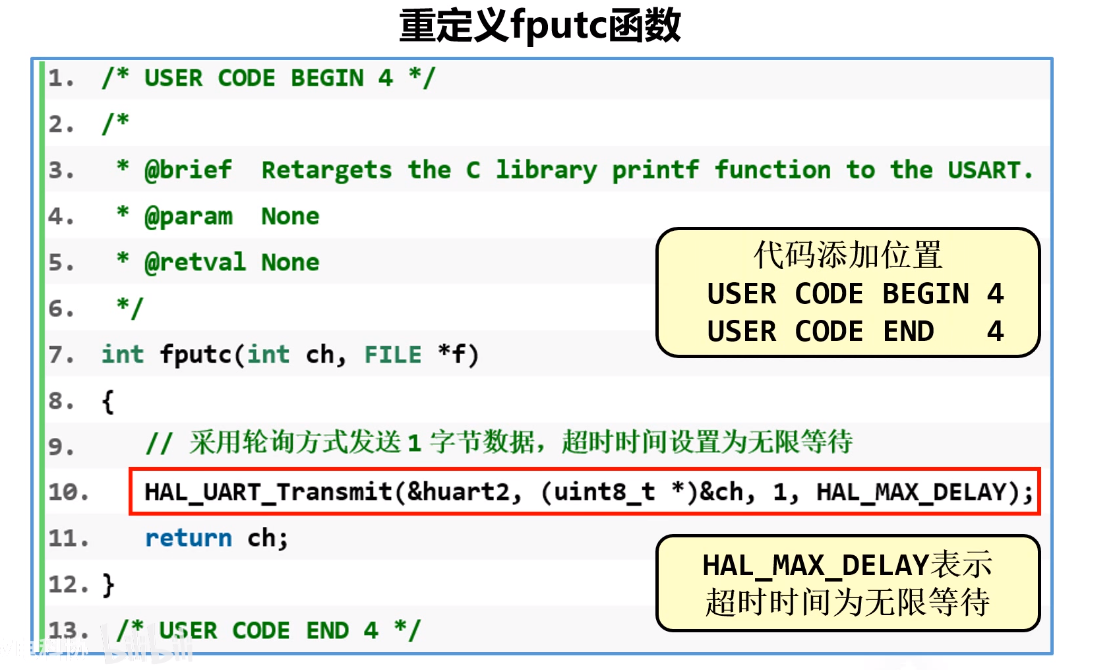 重定义fputc函数
1. /* USER CODE BEGIN 4 */
2. /*
3. * @brief Retargets the C library printf function to the USART.
4. * @param None
5. * @retval None
6. */
代码添加位置
USER CODE BEGIN 4
USER CODE END 4
7. int fputc(int ch, FILE *f)
8. {
9. // 采用轮询方式发送1字节数据，超时时间设置为无限等待
10. HAL_UART_Transmit(&huart2, (uint8_t *)&ch, 1, HAL_MAX_DELAY);
11. return ch;
12. }
HAL_MAX_DELAY表示
超时时间为无限等待
13. /* USER CODE END 4 */